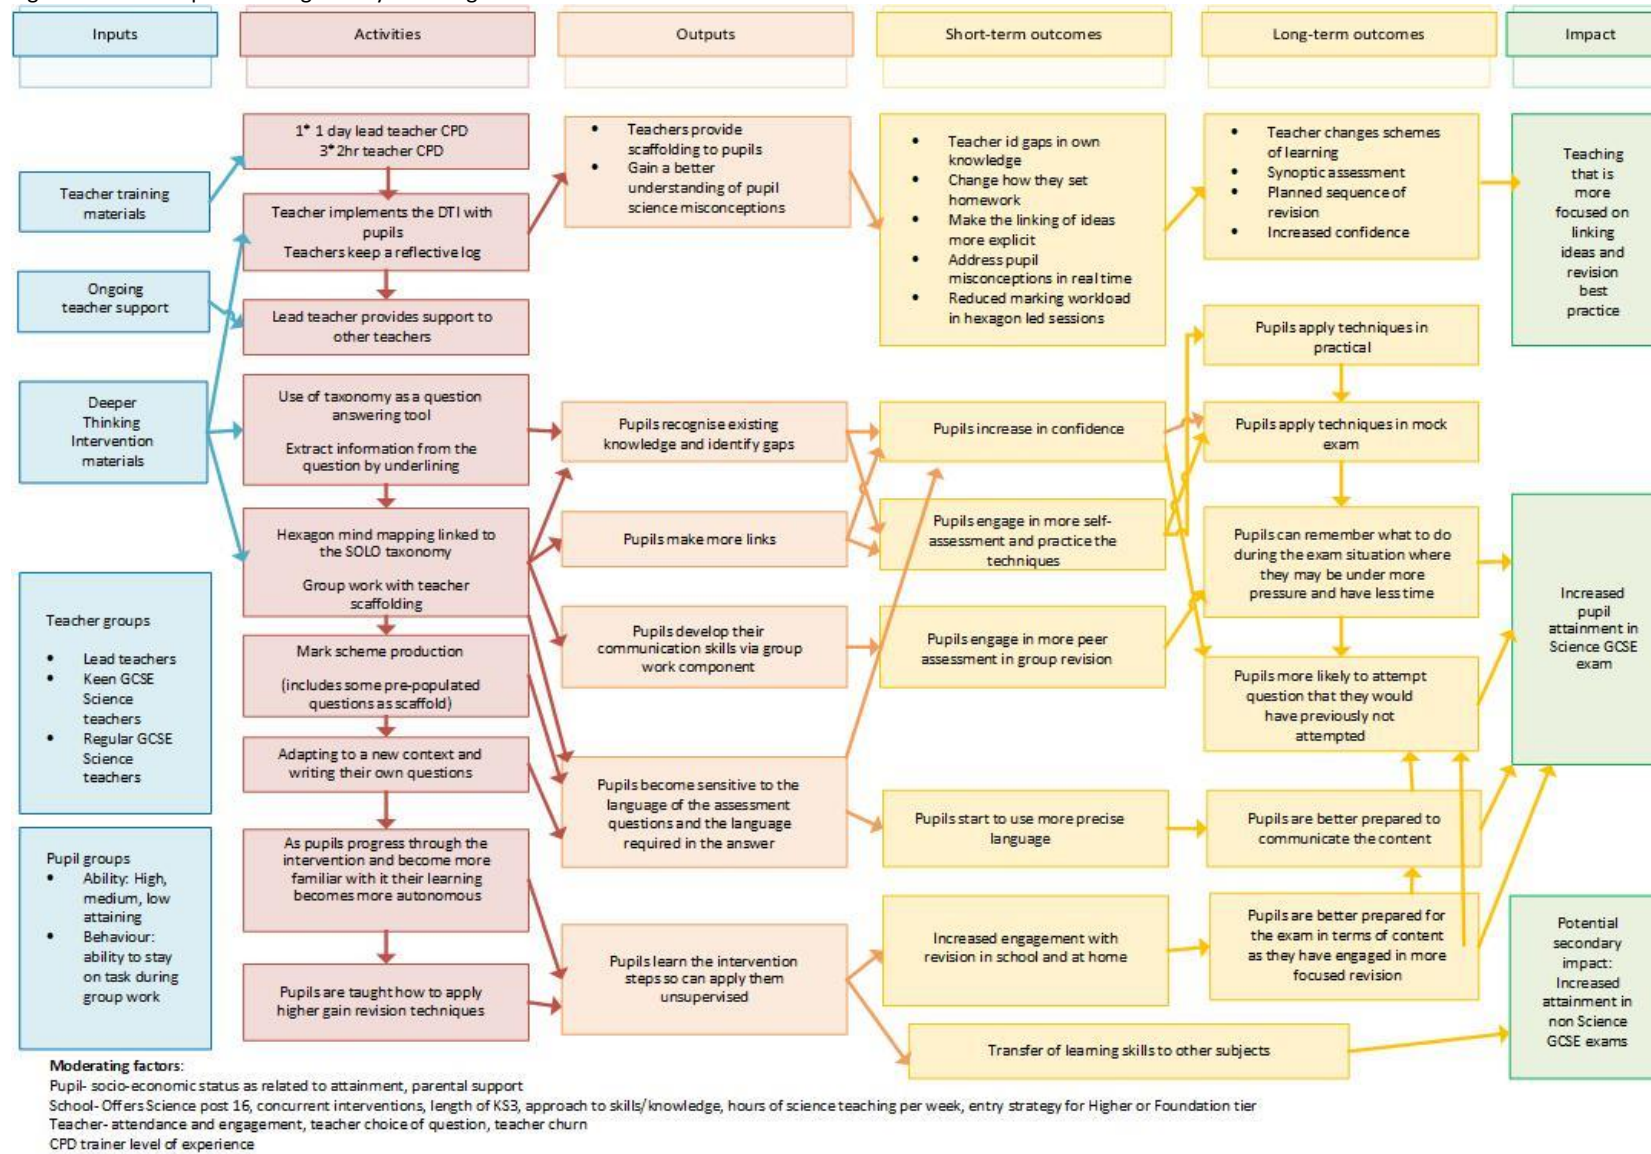 Inputs
Activities
Outputs
Short-term outcomes
Long-term outcomes
Impact
Teacher training
materials
Ongoing
teacher support
Deeper
Thinking
Intervention
materials
Teacher groups
• Lead teachers
• Keen GCSE
Science
teachers
• Regular GCSE
Science
teachers
Pupil groups
• Ability: High,
medium, low
attaining
• Behaviour:
ability to stay
on task during
group work
1* 1 day lead teacher CPD
3*2hr teacher CPD
Teacher implements the DTI with
pupils
Teachers keep a reflective log
Lead teacher provides support to
other teachers
Use of taxonomy as a question
answering tool
Extract information from the
question by underlining
Hexagon mind mapping linked to
the SOLO taxonomy
Group work with teacher
scaffolding
Mark scheme production
(includes some pre-populated
questions as scaffold)
Adapting to a new context and
writing their own questions
As pupils progress through the
intervention and become more
familiar with it their learning
becomes more autonomous
Pupils are taught how to apply
higher gain revision techniques
• Teachers provide
scaffolding to pupils
• Gain a better
understanding of pupil
science misconceptions
Pupils recognise existing
knowledge and identify gaps
Pupils make more links
Pupils develop their
communication skills via group
work component
Pupils become sensitive to the
language of the assessment
questions and the language
required in the answer
Pupils learn the intervention
steps so can apply them
unsupervised
• Teacher id gaps in own
knowledge
• Change how they set
homework
• Make the linking of ideas
more explicit
• Address pupil
misconceptions in real time
• Reduced marking workload
in hexagon led sessions
Pupils increase in confidence
Pupils engage in more self-
assessment and practice the
techniques
Pupils engage in more peer
assessment in group revision
Pupils start to use more precise
language
Increased engagement with
revision in school and at home
Transfer of learning skills to other subjects
• Teacher changes schemes
of learning
• Synoptic assessment
• Planned sequence of
revision
• Increased confidence
Pupils apply techniques in
practical
Pupils apply techniques in mock
exam
Pupils can remember what to do
during the exam situation where
they may be under more
pressure and have less time
Pupils more likely to attempt
question that they would
have previously not
attempted
Pupils are better prepared to
communicate the content
Pupils are better prepared for
the exam in terms of content
as they have engaged in more
focused revision
Teaching
that is
more
focused on
linking
ideas and
revision
best
practice
Increased
pupil
attainment in
Science GCSE
exam
Potential
secondary
impact:
Increased
attainment in
non Science
GCSE exams
Moderating factors:
Pupil- socio-economic status as related to attainment, parental support
School- Offers Science post 16, concurrent interventions, length of KS3, approach to skills/knowledge, hours of science teaching per week, entry strategy for Higher or Foundation tier
Teacher- attendance and engagement, teacher choice of question, teacher churn
CPD trainer level of experience